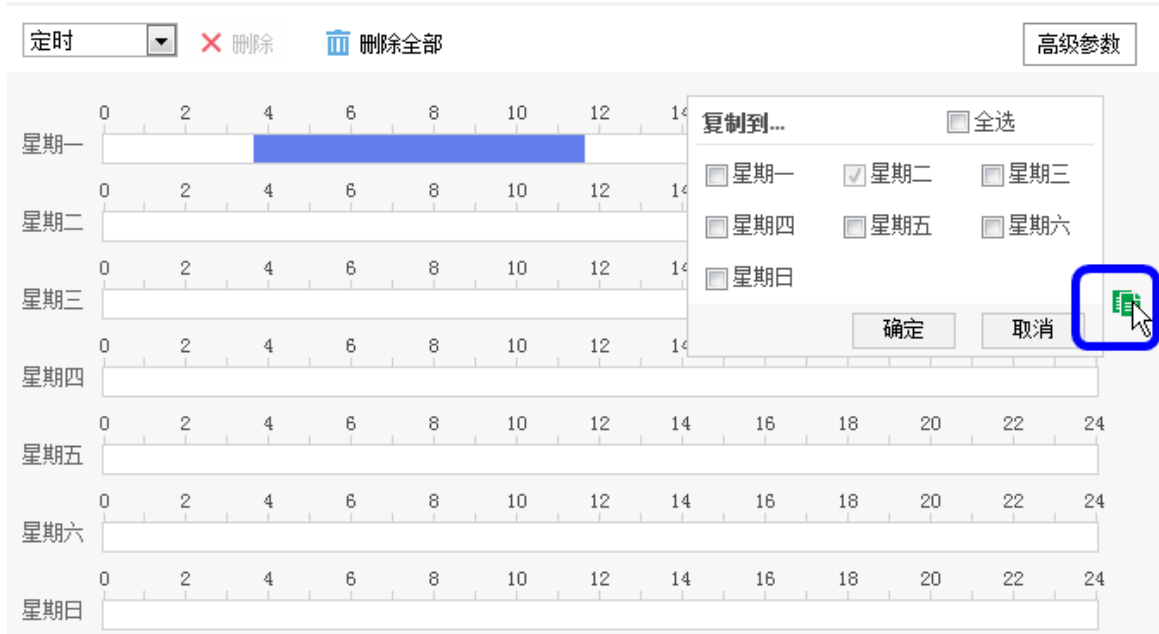 定时 删除 删除全部 高级参数
0 2 4 6 8 10 12 14
星期一
0 2 4 6 8 10 12 14
星期二
0 2 4 6 8 10 12 14
星期三
0 2 4 6 8 10 12 14
星期四
0 2 4 6 8 10 12 14 16 18 20 22 24
星期五
0 2 4 6 8 10 12 14 16 18 20 22 24
星期六
0 2 4 6 8 10 12 14 16 18 20 22 24
星期日
复制到... 全选
星期一 星期二 星期三
星期四 星期五 星期六
星期日
确定 取消